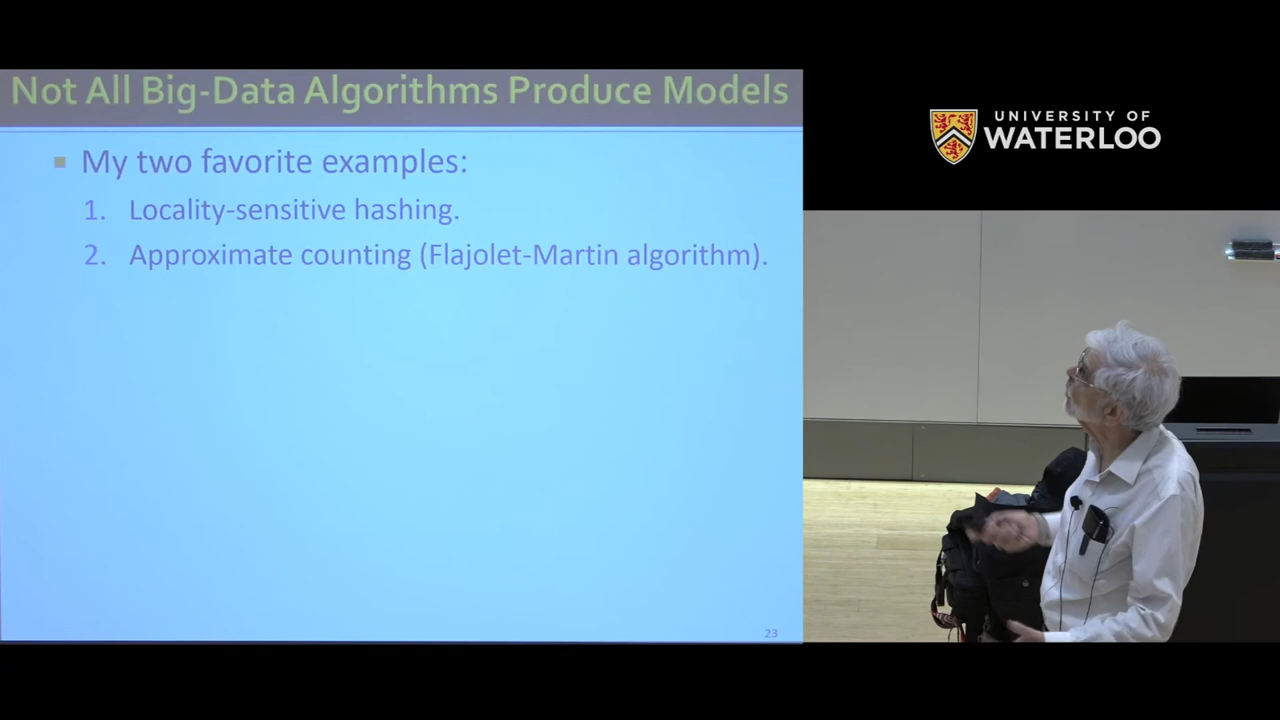 Not All Big-Data Algorithms Produce Models
My two favorite examples:
1. Locality-sensitive hashing.
2. Approximate counting (Flajolet-Martin algorithm).
23
UNIVERSITY OF
WATERLOO